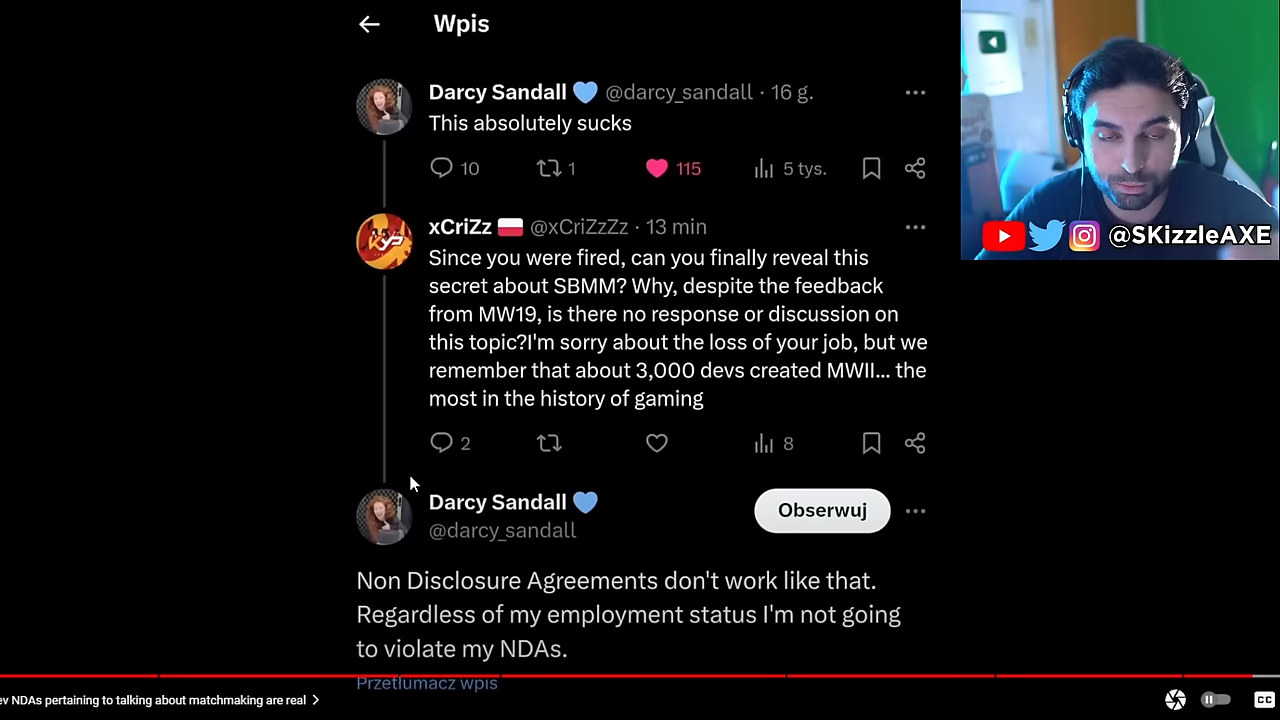 Wpis
Darcy Sandall 💙 @darcy_sandall · 16 g.
This absolutely sucks
10 1 115 5 tys.
xCriZz 🇵🇱 @xCriZzZz · 13 min
Since you were fired, can you finally reveal this
secret about SBMM? Why, despite the feedback
from MW19, is there no response or discussion on
this topic?I'm sorry about the loss of your job, but we
remember that about 3,000 devs created MWII... the
most in the history of gaming
2 8
Darcy Sandall 💙
@darcy_sandall
Obserwuj
Non Disclosure Agreements don't work like that.
Regardless of my employment status I'm not going
to violate my NDAs.
Przetłumacz wpis
@SKizzleAXE
ev NDAs pertaining to talking about matchmaking are real
CC